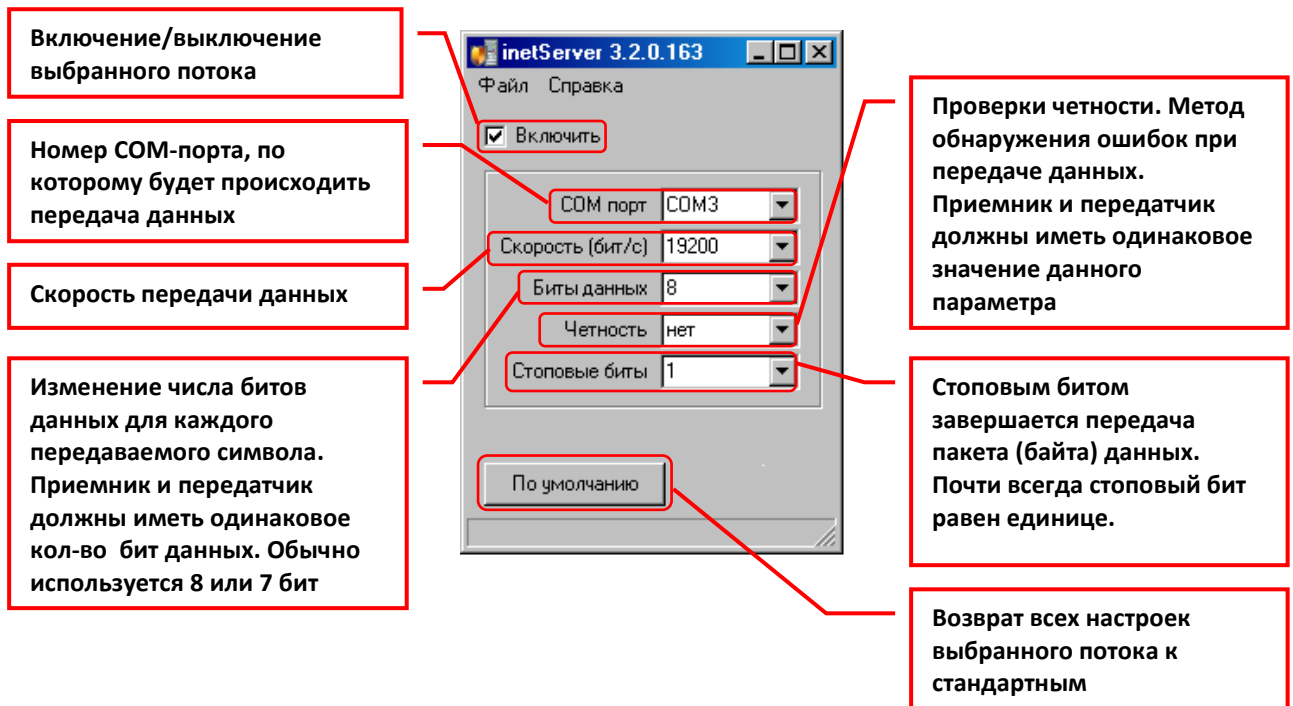 Включение/выключение
выбранного потока
Номер COM-порта, по
которому будет происходить
передача данных
Скорость передачи данных
Изменение числа битов
данных для каждого
передаваемого символа.
Приемник и передатчик
должны иметь одинаковое
кол-во бит данных. Обычно
используется 8 или 7 бит
inetServer 3.2.0.163
Файл Справка
Включить
COM порт COM3
Скорость (бит/с) 19200
Биты данных 8
Четность нет
Стоповые биты 1
По умолчанию
Проверки четности. Метод
обнаружения ошибок при
передаче данных.
Приемник и передатчик
должны иметь одинаковое
значение данного
параметра
Стоповым битом
завершается передача
пакета (байта) данных.
Почти всегда стоповый бит
равен единице.
Возврат всех настроек
выбранного потока к
стандартным